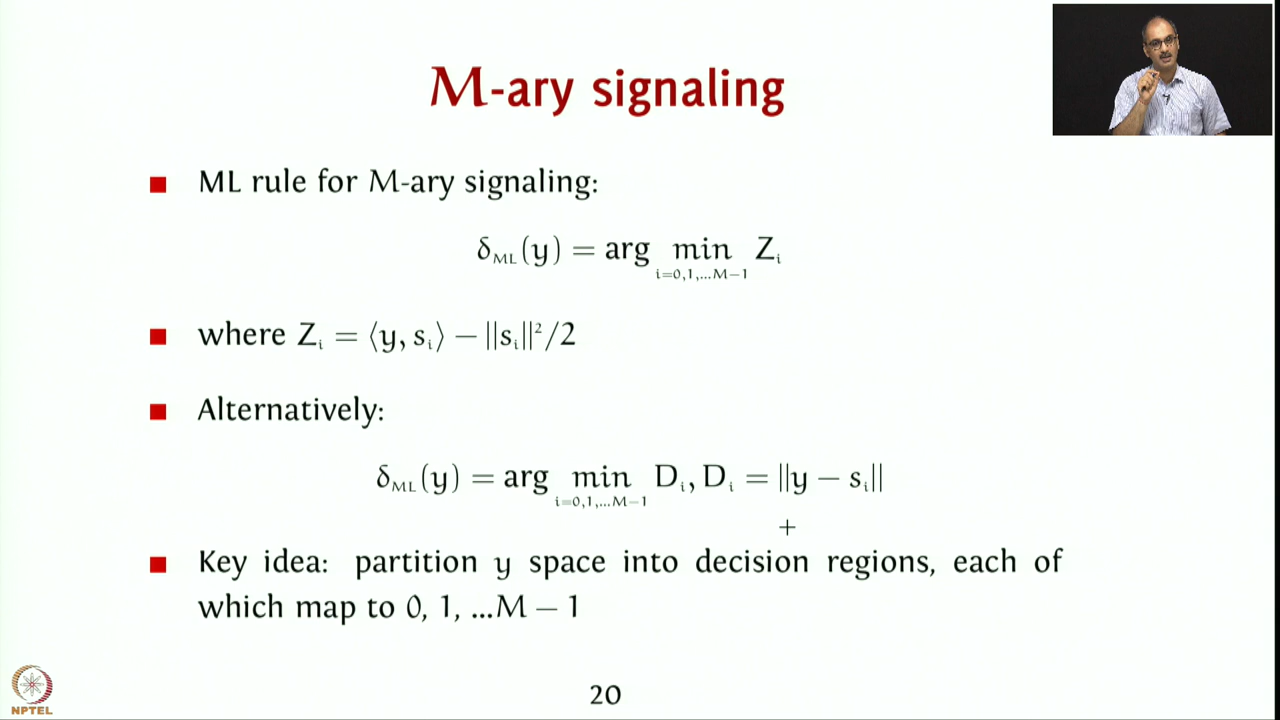 M-ary signaling
ML rule for M-ary signaling:
δ_ML(y) = arg min_{i=0,1,...M−1} Z_i
where Z_i = ⟨y, s_i⟩ − ||s_i||²/2
Alternatively:
δ_ML(y) = arg min_{i=0,1,...M−1} D_i, D_i = ||y − s_i||
Key idea: partition y space into decision regions, each of
which map to 0, 1, ...M − 1
NPTEL
20